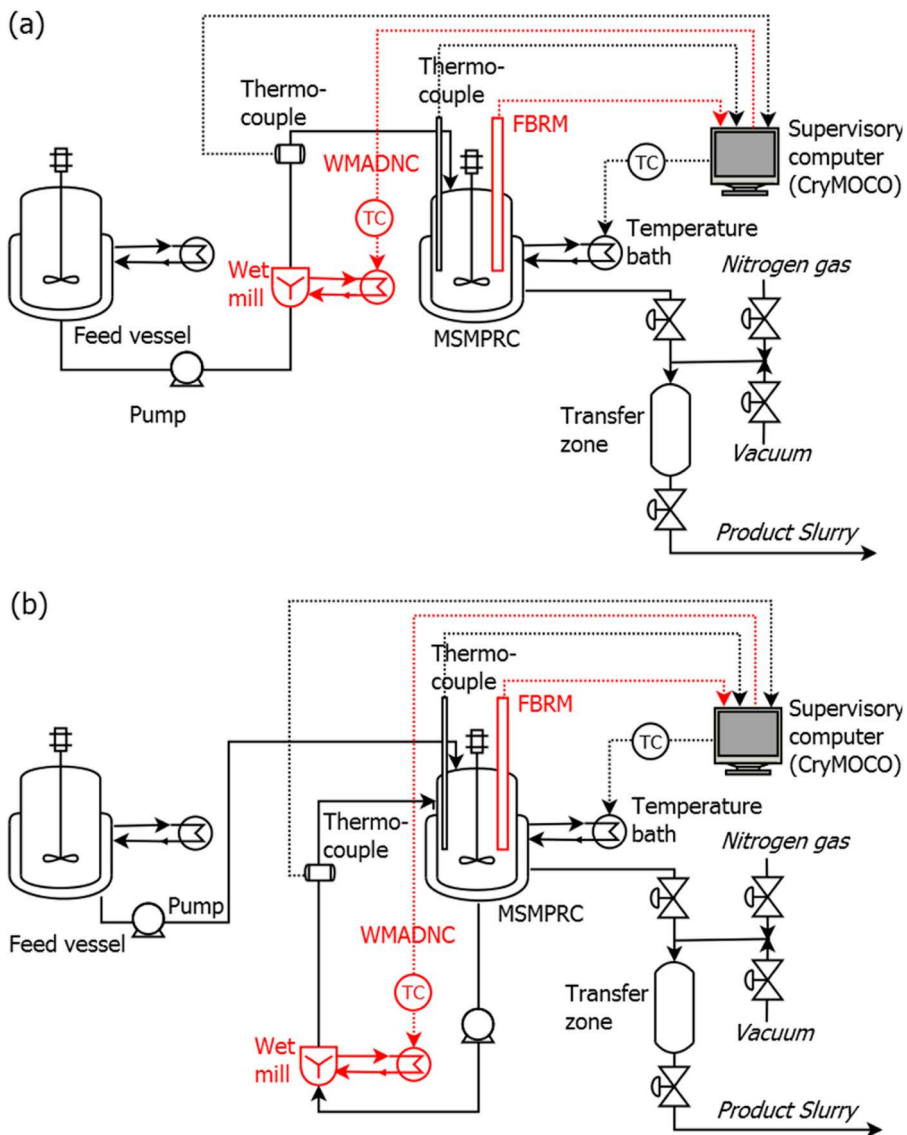 (a)
Thermo-
couple
Thermo-
couple
FBRM
WMADNC
TC
TC
Supervisory
computer
(CryMOCO)
Temperature
bath
Nitrogen gas
Wet
mill
Feed vessel
MSMPRC
Pump
Transfer
zone
Vacuum
Product Slurry
(b)
Thermo-
couple
FBRM
Supervisory
computer
(CryMOCO)
TC
Thermo-
couple
Temperature
bath
Nitrogen gas
Pump
Feed vessel
WMADNC
MSMPRC
TC
Transfer
zone
Wet
mill
Vacuum
Product Slurry